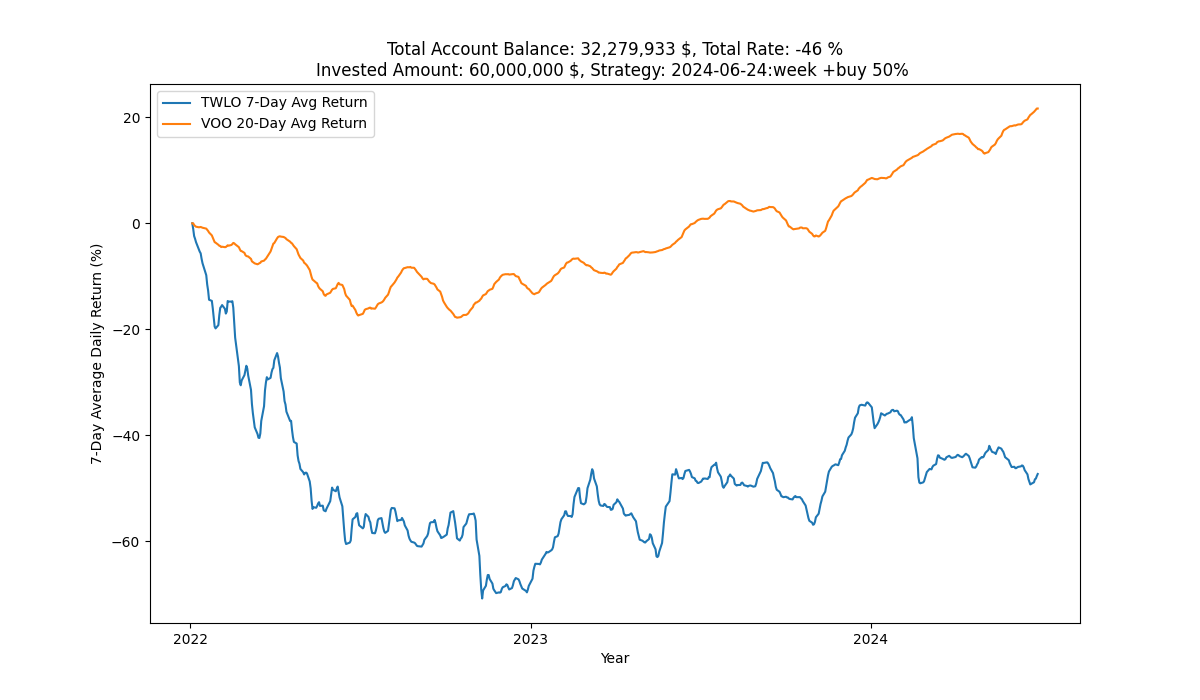 Total Account Balance: 32,279,933 $, Total Rate: -46 %
Invested Amount: 60,000,000 $, Strategy: 2024-06-24:week +buy 50%
TWLO 7-Day Avg Return
VOO 20-Day Avg Return
20
0
−20
−40
−60
7-Day Average Daily Return (%)
2022
2023
2024
Year